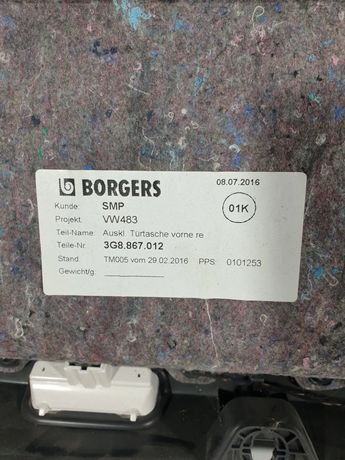 BORGERS 08.07.2016
Kunde: SMP 01K
Projekt: VW483
Teil-Name: Auskl. Türtasche vorne re
Teile-Nr. 3G8.867.012
Stand: TM005 vom 29.02.2016 PPS: 0101253
Gewicht/g: